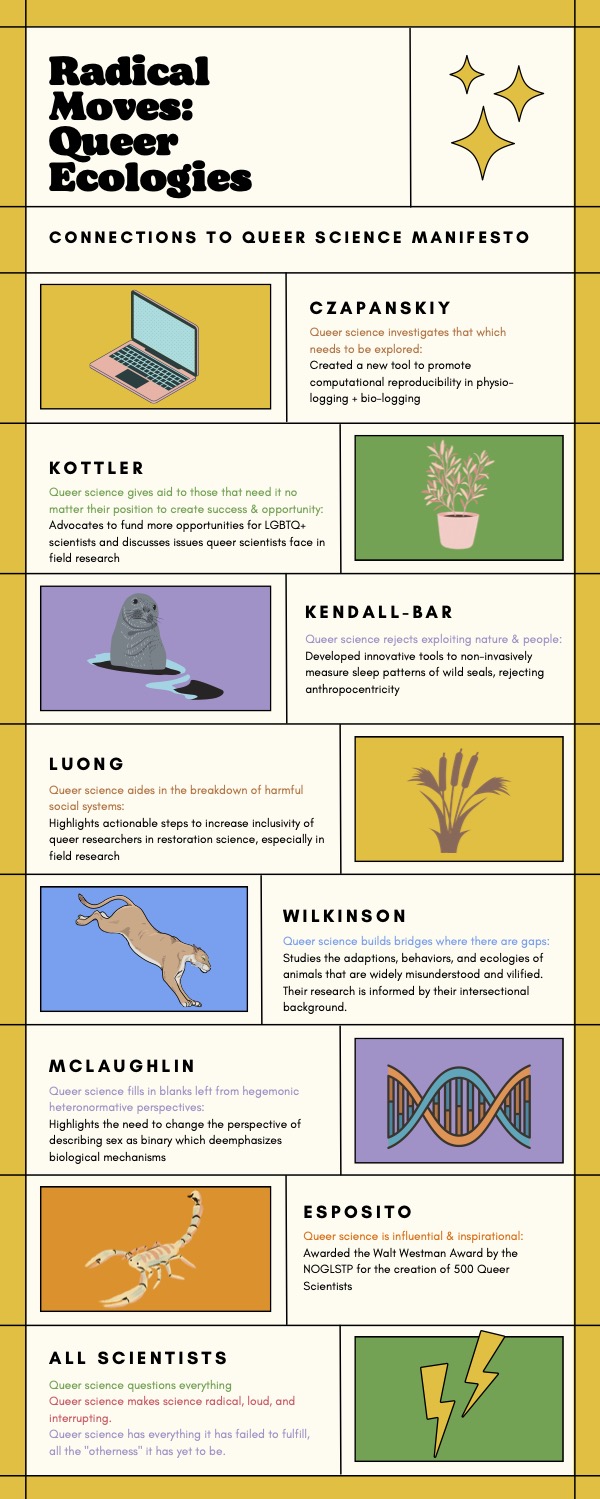 Radical
Moves:
Queer
Ecologies
CONNECTIONS TO QUEER SCIENCE MANIFESTO
CZAPANSKIY
Queer science investigates that which
needs to be explored:
Created a new tool to promote
computational reproducibility in physio-
logging + bio-logging
KOTTLER
Queer science gives aid to those that need it no
matter their position to create success & opportunity:
Advocates to fund more opportunities for LGBTQ+
scientists and discusses issues queer scientists face in
field research
KENDALL-BAR
Queer science rejects exploiting nature & people:
Developed innovative tools to non-invasively
measure sleep patterns of wild seals, rejecting
anthropocentricity
LUONG
Queer science aides in the breakdown of harmful
social systems:
Highlights actionable steps to increase inclusivity of
queer researchers in restoration science, especially in
field research
WILKINSON
Queer science builds bridges where there are gaps:
Studies the adaptions, behaviors, and ecologies of
animals that are widely misunderstood and vilified.
Their research is informed by their intersectional
background.
MCLAUGHLIN
Queer science fills in blanks left from hegemonic
heteronormative perspectives:
Highlights the need to change the perspective of
describing sex as binary which deemphasizes
biological mechanisms
ESPOSITO
Queer science is influential & inspirational:
Awarded the Walt Westman Award by the
NOGLSTP for the creation of 500 Queer
Scientists
ALL SCIENTISTS
Queer science questions everything
Queer science makes science radical, loud, and
interrupting.
Queer science has everything it has failed to fulfill,
all the "otherness" it has yet to be.